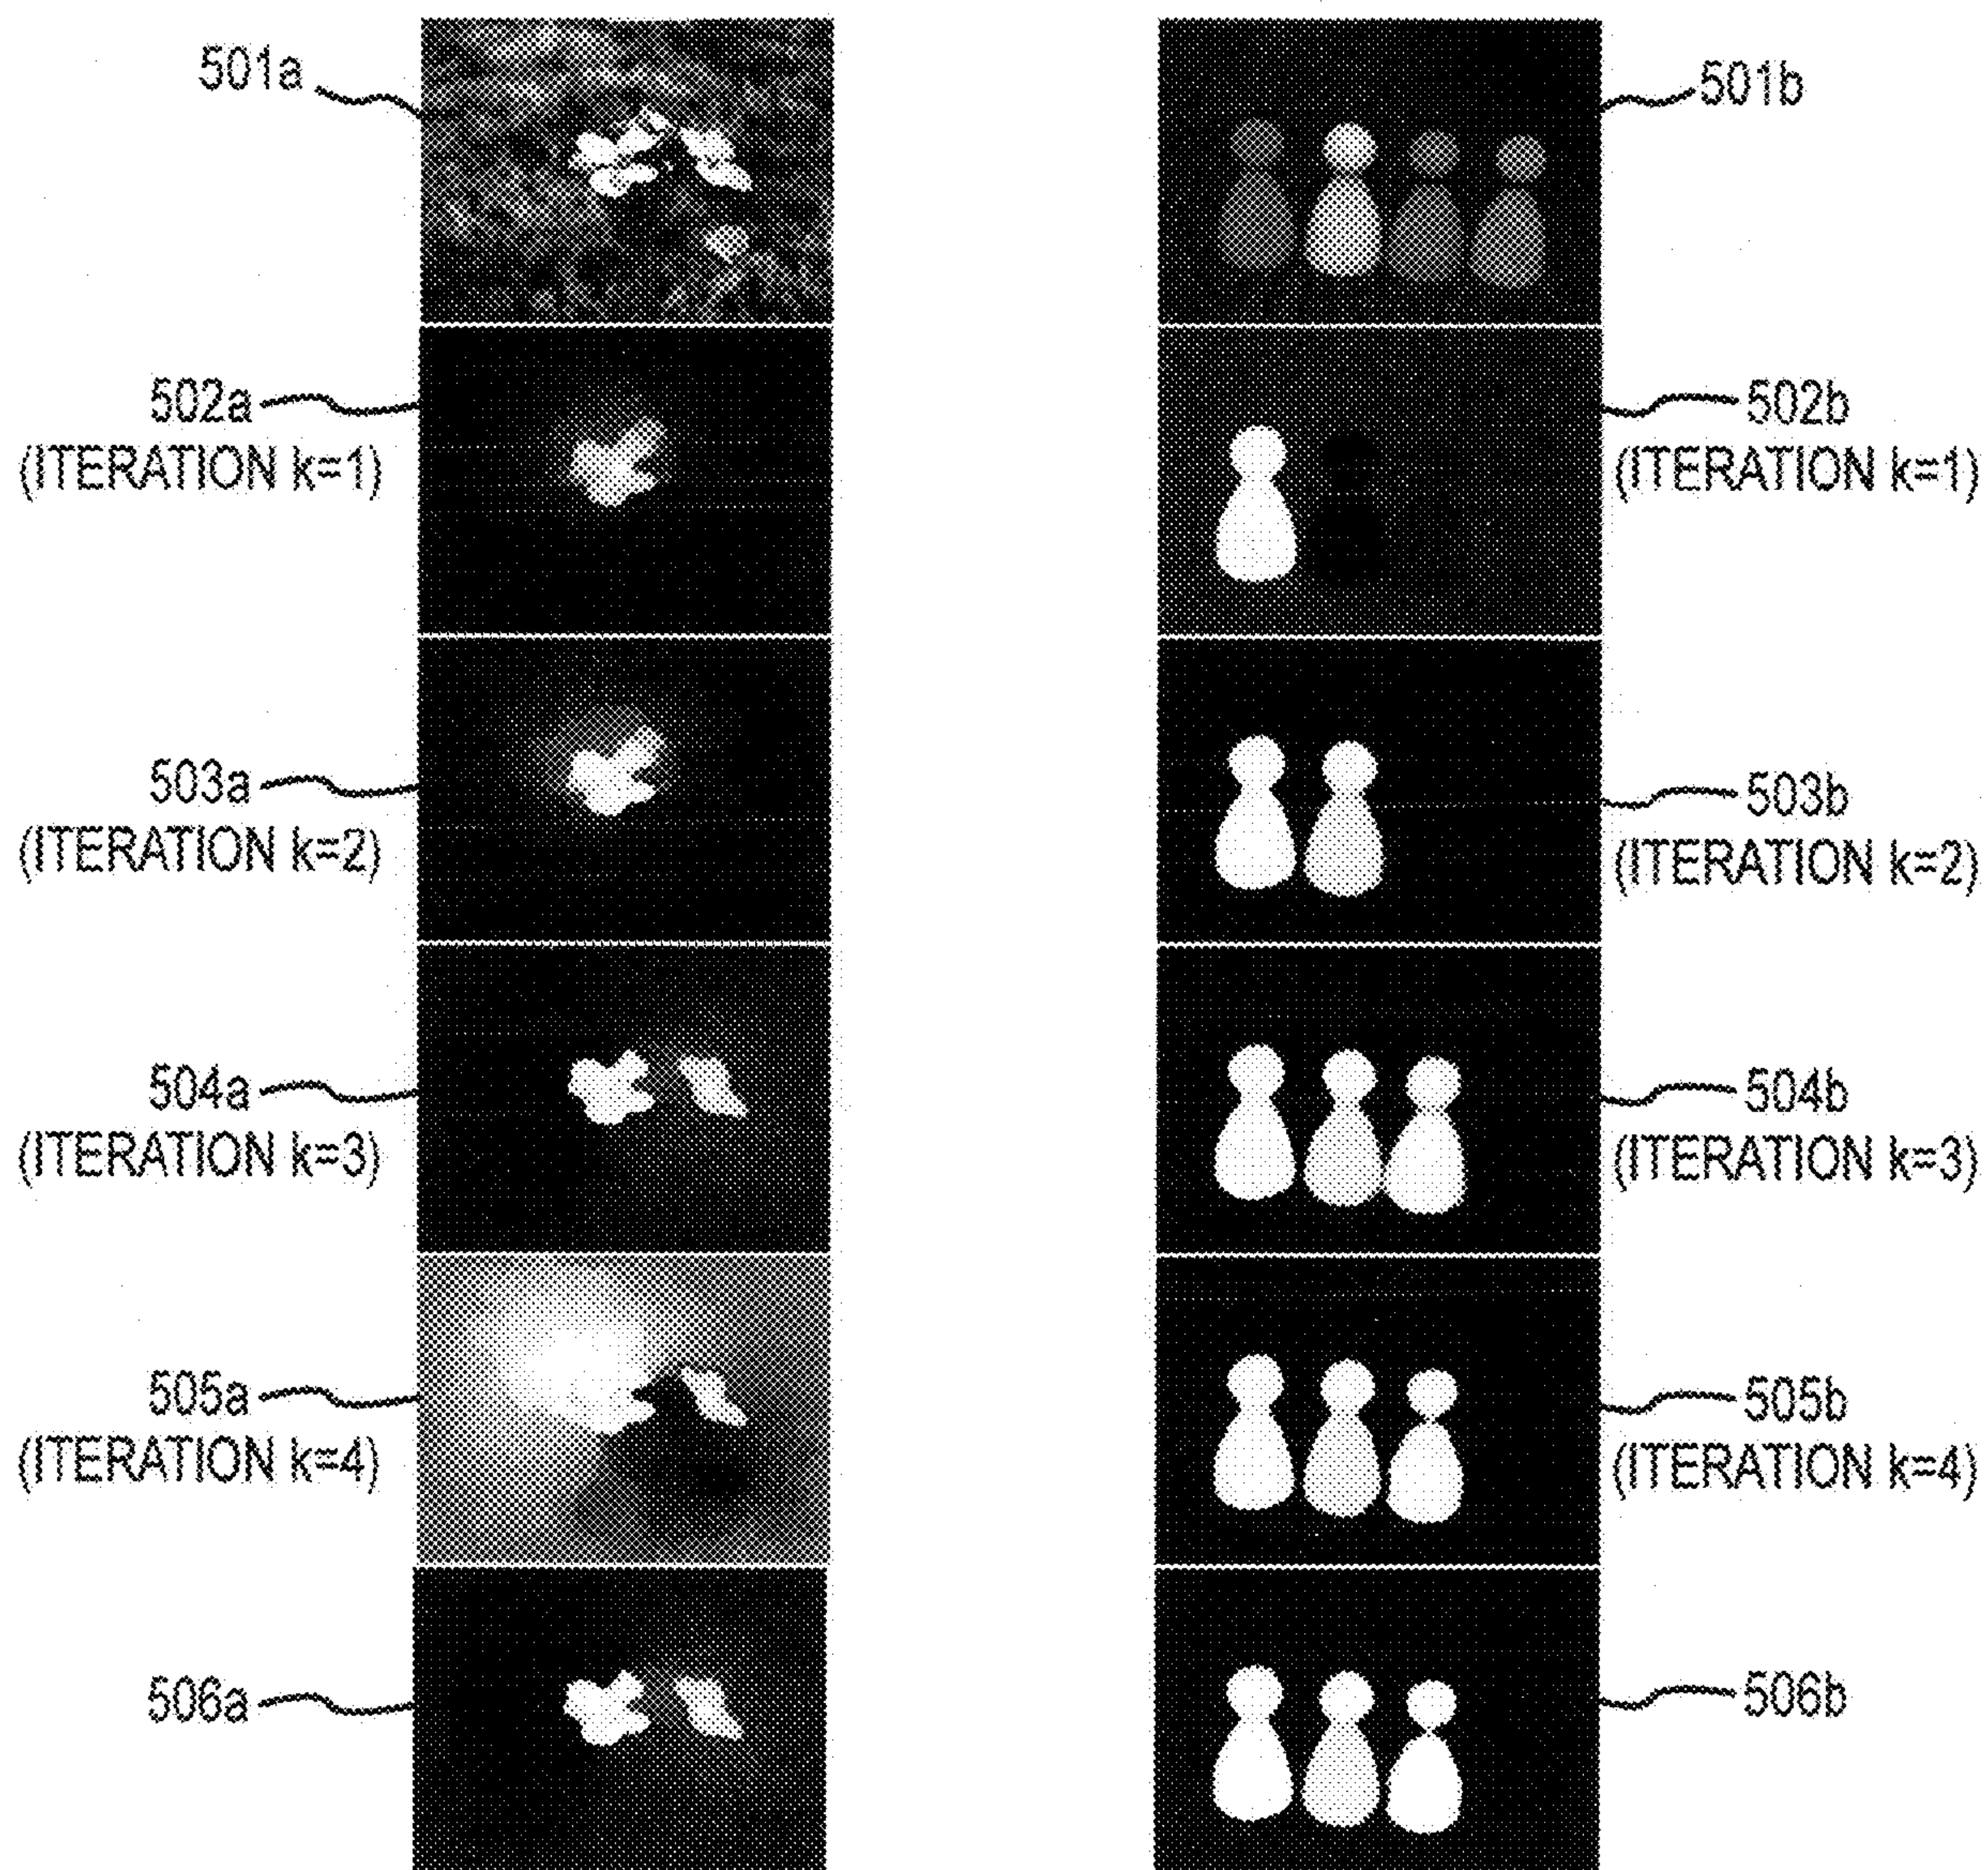 501a
501b
502a
(ITERATION k=1)
502b
(ITERATION k=1)
503a
(ITERATION k=2)
503b
(ITERATION k=2)
504a
(ITERATION k=3)
504b
(ITERATION k=3)
505a
(ITERATION k=4)
505b
(ITERATION k=4)
506a
506b